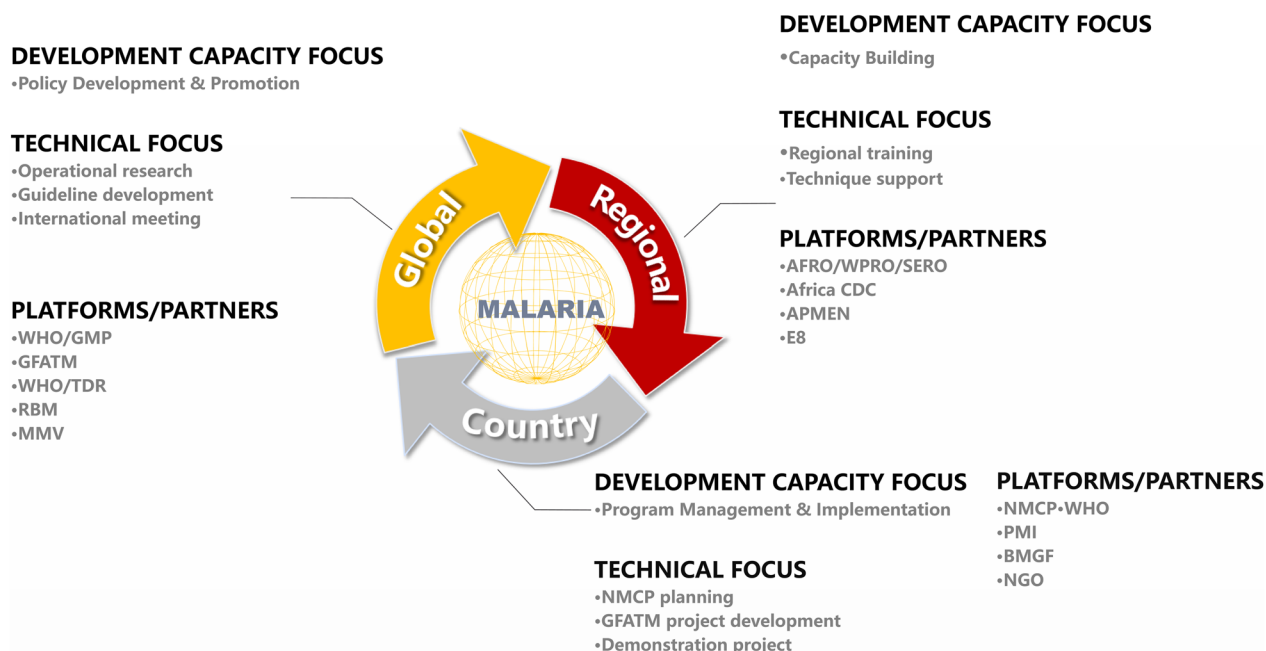 DEVELOPMENT CAPACITY FOCUS
•Policy Development & Promotion
TECHNICAL FOCUS
•Operational research
•Guideline development
•International meeting
PLATFORMS/PARTNERS
•WHO/GMP
•GFATM
•WHO/TDR
•RBM
•MMV
Global
Regional
MALARIA
Country
DEVELOPMENT CAPACITY FOCUS
•Capacity Building
TECHNICAL FOCUS
•Regional training
•Technique support
PLATFORMS/PARTNERS
•AFRO/WPRO/SERO
•Africa CDC
•APMEN
•E8
DEVELOPMENT CAPACITY FOCUS
•Program Management & Implementation
TECHNICAL FOCUS
•NMCP planning
•GFATM project development
•Demonstration project
PLATFORMS/PARTNERS
•NMCP•WHO
•PMI
•BMGF
•NGO